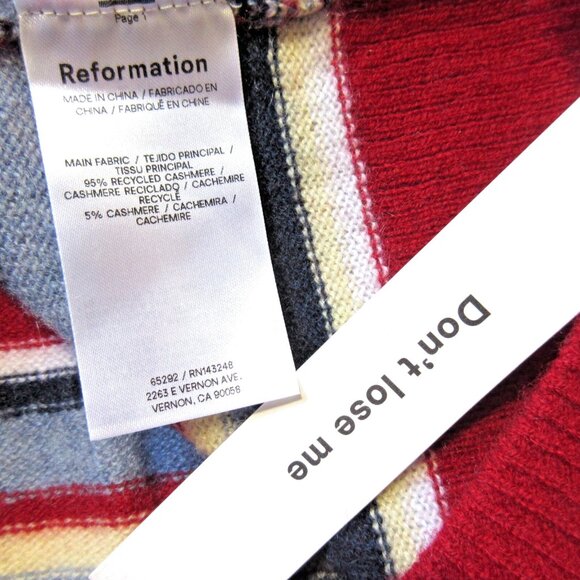 Page 1
Reformation
MADE IN CHINA / FABRICADO EN
CHINA / FABRIQUÉ EN CHINE
MAIN FABRIC / TEJIDO PRINCIPAL /
TISSU PRINCIPAL
95% RECYCLED CASHMERE /
CASHMERE RECICLADO / CACHEMIRE
RECYCLÉ
5% CASHMERE / CACHEMIRA /
CACHEMIRE
65292 / RN143248
2263 E VERNON AVE.
VERNON, CA 90058
Don't lose me